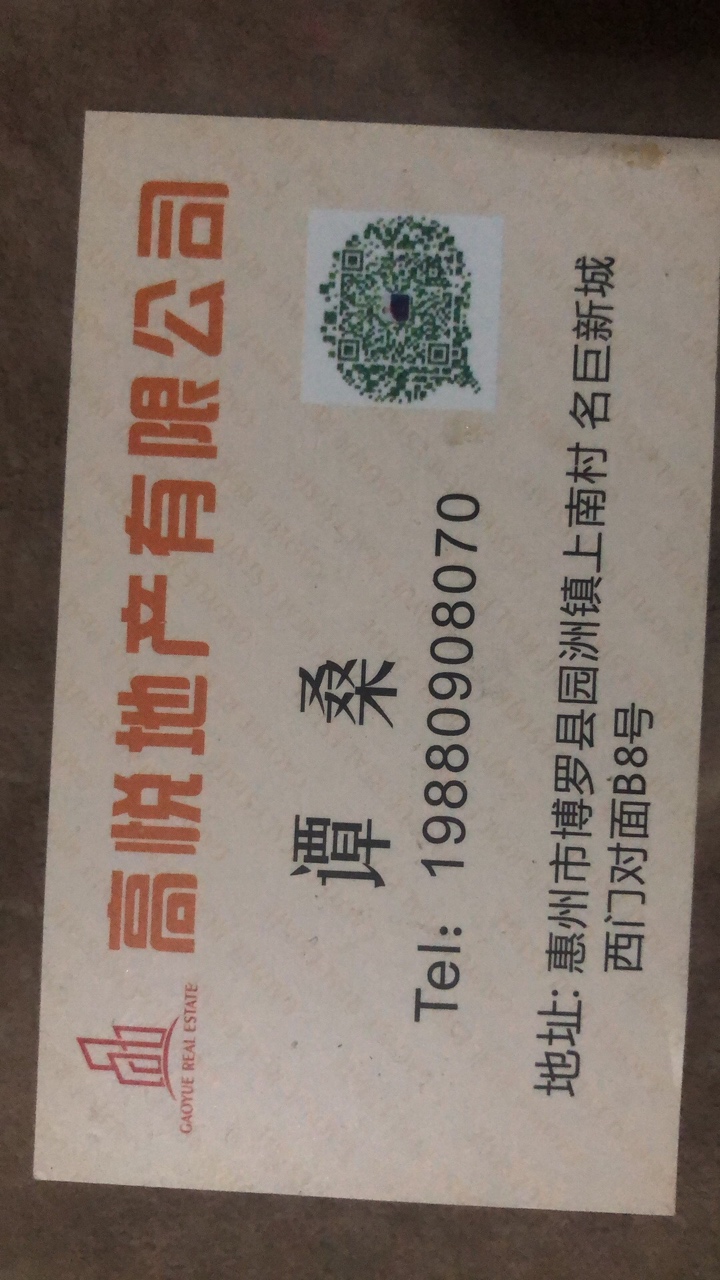 高悦地产有限公司
GAOYUE REAL ESTATE
谭 桑
Tel: 19880908070
地址: 惠州市博罗县园洲镇上南村 名巨新城
西门对面B8号